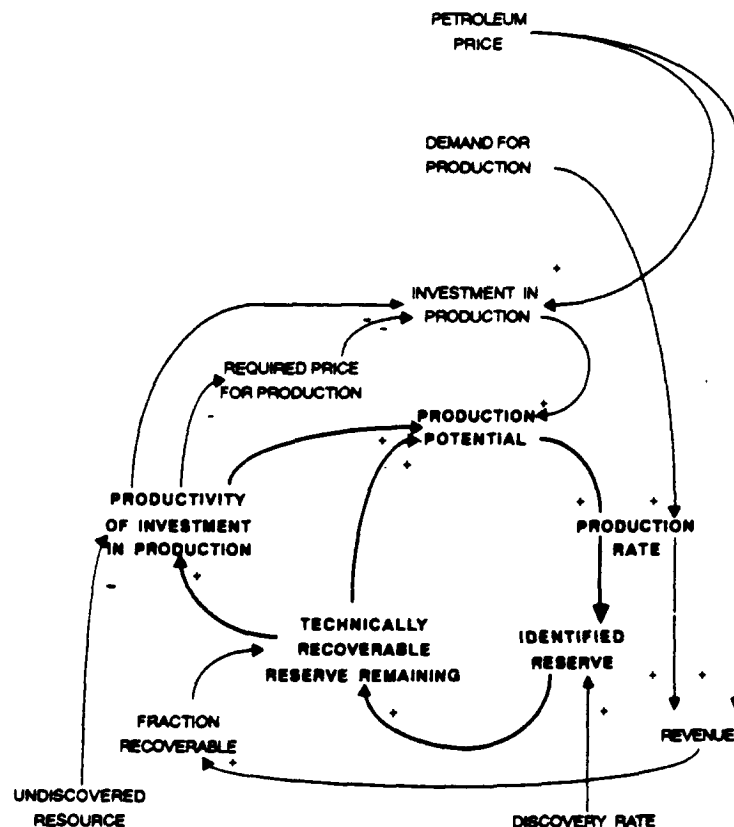 PETROLEUM
PRICE
DEMAND FOR
PRODUCTION
+
INVESTMENT IN
PRODUCTION
- -
REQUIRED PRICE
FOR PRODUCTION
-
+
PRODUCTION
POTENTIAL
+
+
PRODUCTIVITY
OF INVESTMENT
IN PRODUCTION
+ +
PRODUCTION
RATE
-
+
TECHNICALLY
RECOVERABLE
RESERVE REMAINING
IDENTIFIED
RESERVE
+ +
+ +
FRACTION
RECOVERABLE
+
REVENUE
UNDISCOVERED
RESOURCE
DISCOVERY RATE